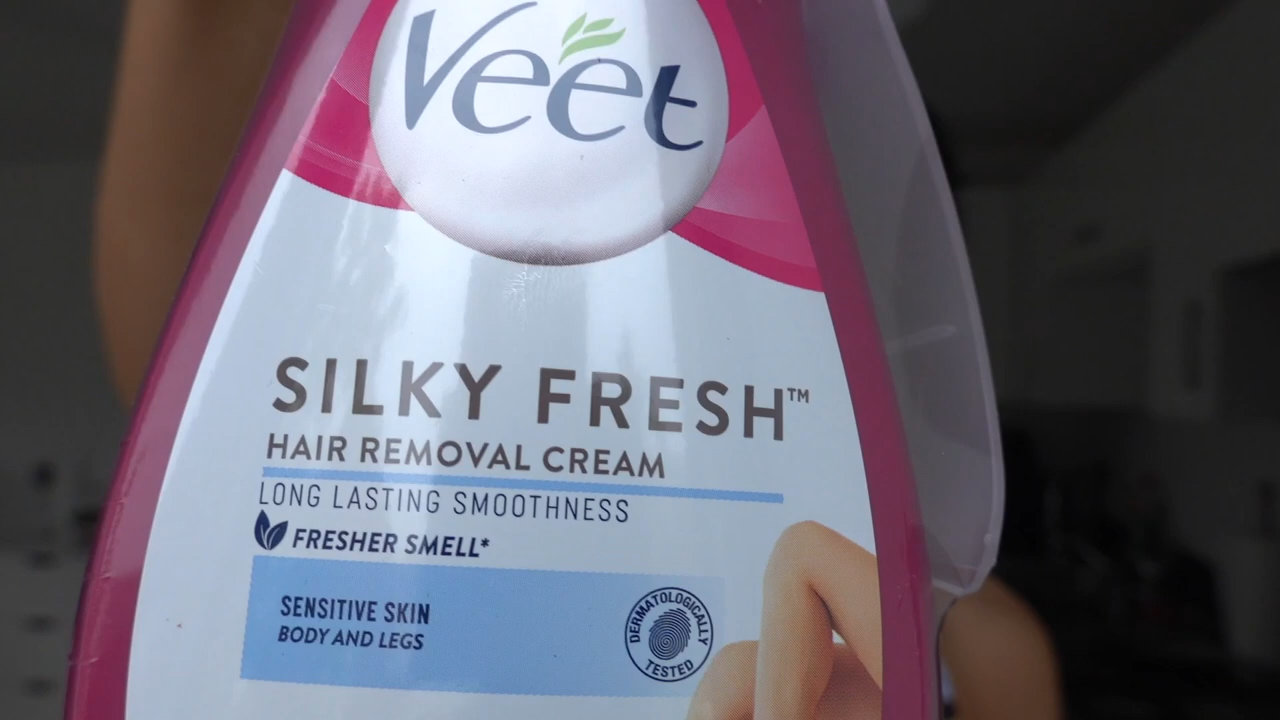 Veet
SILKY FRESH™
HAIR REMOVAL CREAM
LONG LASTING SMOOTHNESS
FRESHER SMELL*
SENSITIVE SKIN
BODY AND LEGS
DERMATOLOGICALLY
TESTED